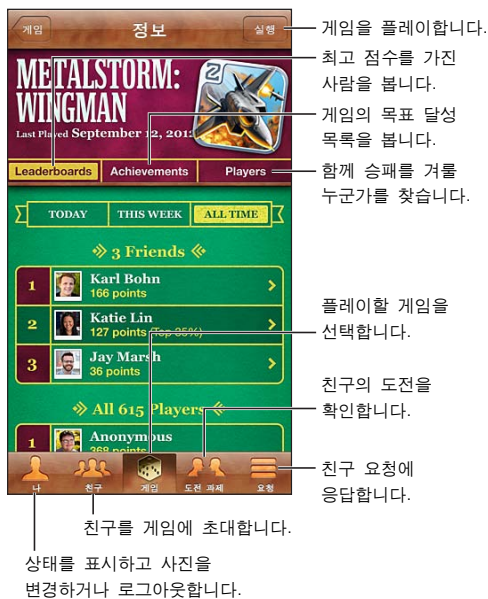 게임
정보
실행
METALSTORM:
WINGMAN
Last Played September 12, 201
2
Leaderboards
Achievements
Players
TODAY
THIS WEEK
ALL TIME
3 Friends
1
Karl Bohn
166 points
2
Katie Lin
127 points (Top 35%)
3
Jay Marsh
36 points
All 615 Players
1
Anonymous
368 points
나
친구
게임
도전 과제
요청
게임을 플레이합니다.
최고 점수를 가진
사람을 봅니다.
게임의 목표 달성
목록을 봅니다.
함께 승패를 겨룰
누군가를 찾습니다.
플레이할 게임을
선택합니다.
친구의 도전을
확인합니다.
친구 요청에
응답합니다.
친구를 게임에 초대합니다.
상태를 표시하고 사진을
변경하거나 로그아웃합니다.